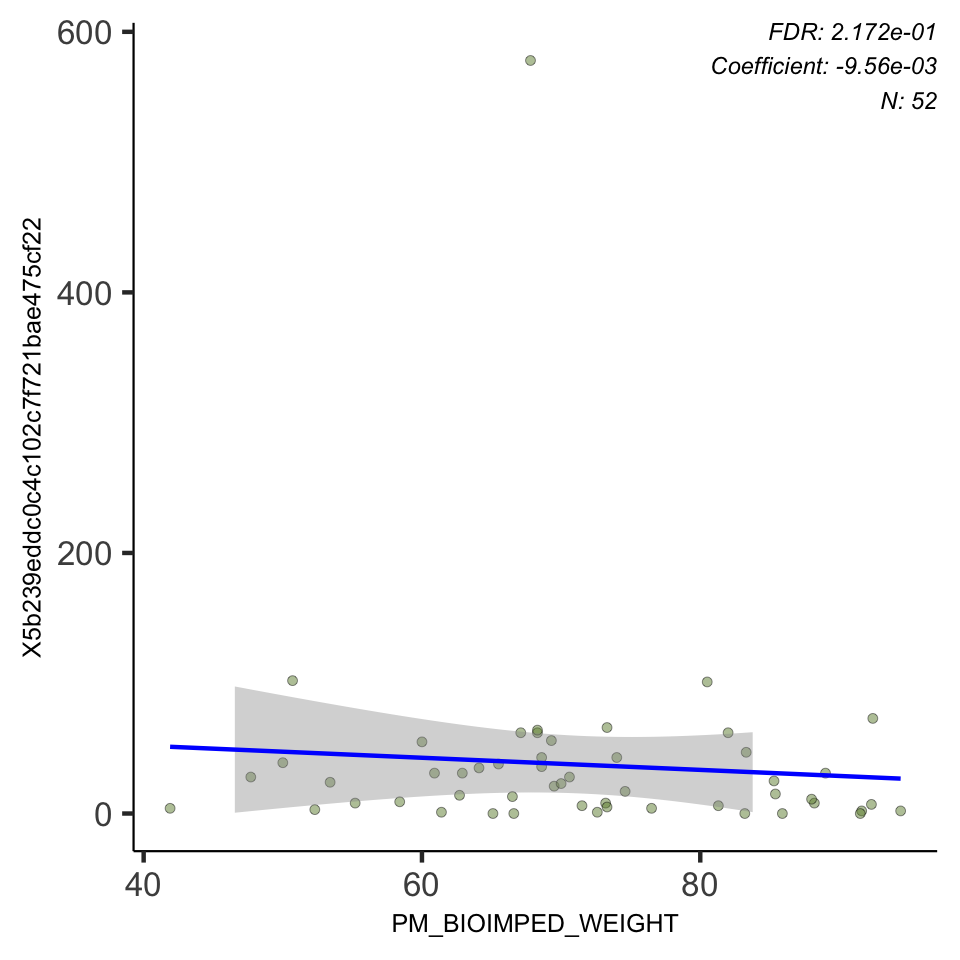 FDR: 2.172e-01
Coefficient: -9.56e-03
N: 52
600
400
200
0
X5b239eddc0c4c102c7f721bae475cf22
40 60 80
PM_BIOIMPED_WEIGHT